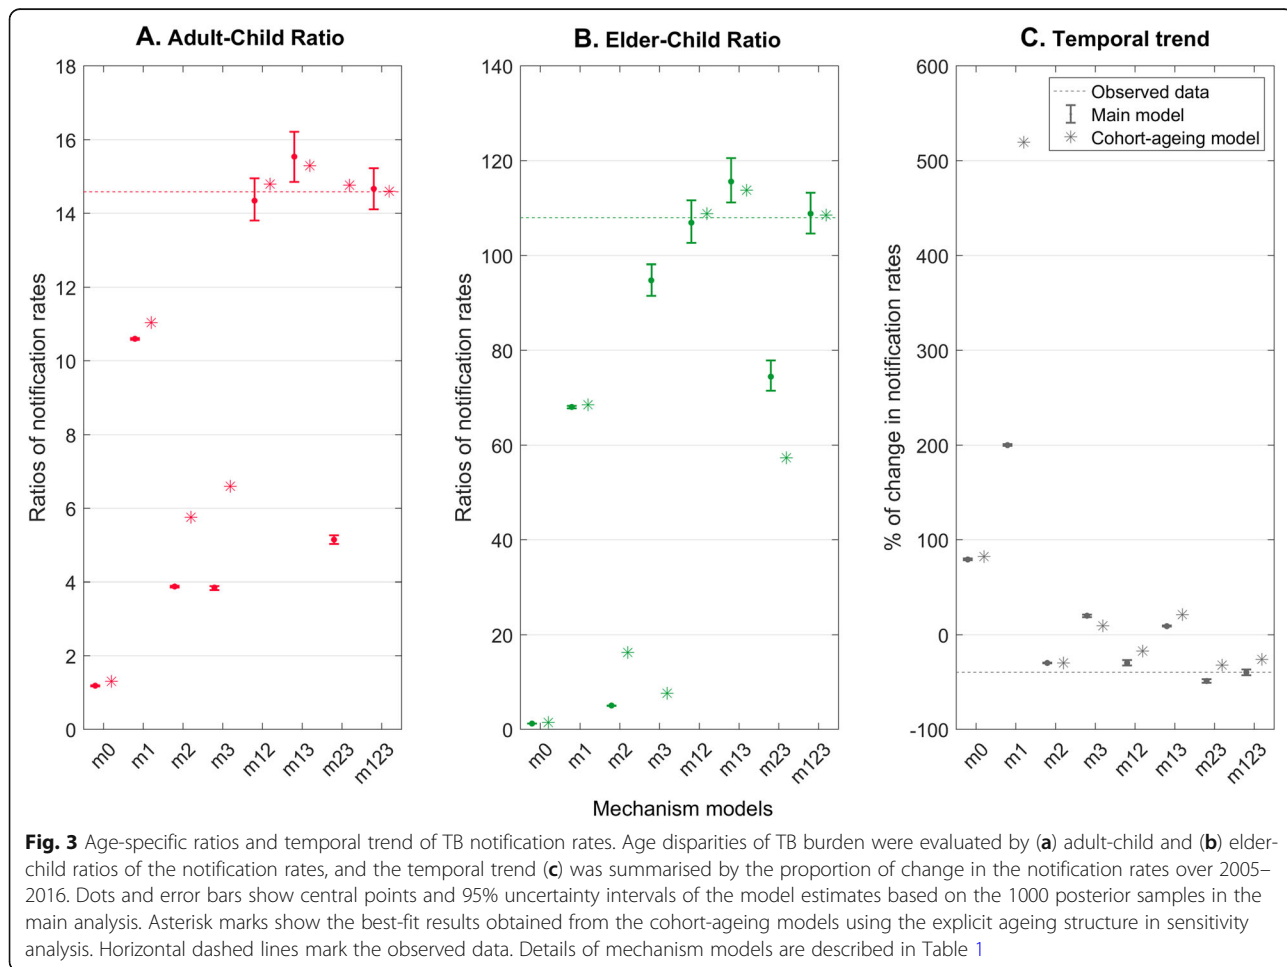 A. Adult-Child Ratio
18
16
14
12
10
8
6
4
2
0
Ratios of notification rates
m0
m1
m2
m3
m12
m13
m23
m123
B. Elder-Child Ratio
140
120
100
80
60
40
20
0
Ratios of notification rates
m0
m1
m2
m3
m12
m13
m23
m123
Mechanism models
C. Temporal trend
600
500
400
300
200
100
0
-100
% of change in notification rates
Observed data
Main model
Cohort-ageing model
m0
m1
m2
m3
m12
m13
m23
m123
Fig. 3 Age-specific ratios and temporal trend of TB notification rates. Age disparities of TB burden were evaluated by (a) adult-child and (b) elder-
child ratios of the notification rates, and the temporal trend (c) was summarised by the proportion of change in the notification rates over 2005–
2016. Dots and error bars show central points and 95% uncertainty intervals of the model estimates based on the 1000 posterior samples in the
main analysis. Asterisk marks show the best-fit results obtained from the cohort-ageing models using the explicit ageing structure in sensitivity
analysis. Horizontal dashed lines mark the observed data. Details of mechanism models are described in Table 1